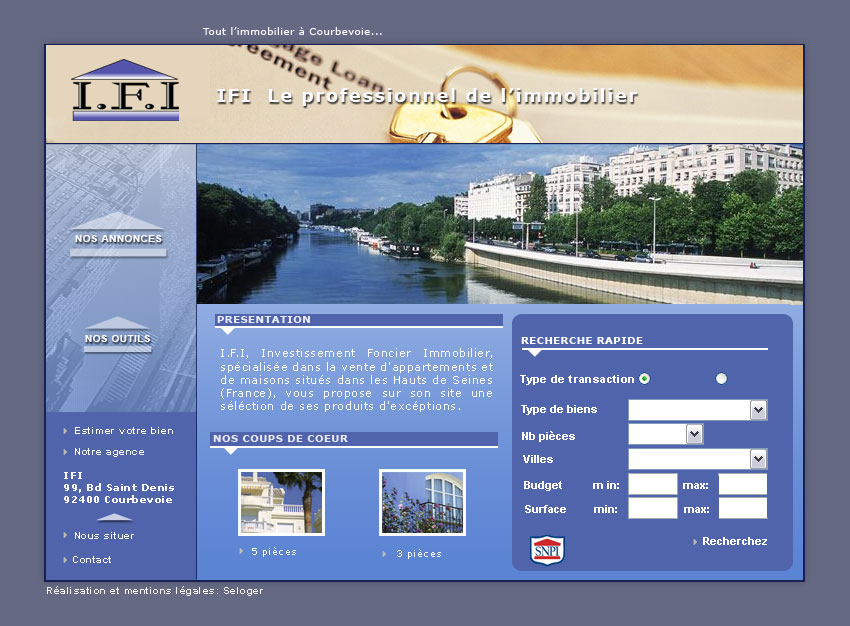 Tout l'immobilier à Courbevoie...
age Loan
reement
I.F.I
IFI Le professionnel de l'immobilier
NOS ANNONCES
NOS OUTILS
Estimer votre bien
Notre agence
IFI
99, Bd Saint Denis
92400 Courbevoie
Nous situer
Contact
PRESENTATION
I.F.I, Investissement Foncier Immobilier,
spécialisée dans la vente d'appartements et
de maisons situés dans les Hauts de Seines
(France), vous propose sur son site une
séléction de ses produits d'excéptions.
NOS COUPS DE COEUR
5 pièces
3 pièces
RECHERCHE RAPIDE
Type de transaction
Type de biens
Nb pièces
Villes
Budget m in: max:
Surface min: max:
SNPI
Recherchez
Réalisation et mentions légales: Seloger